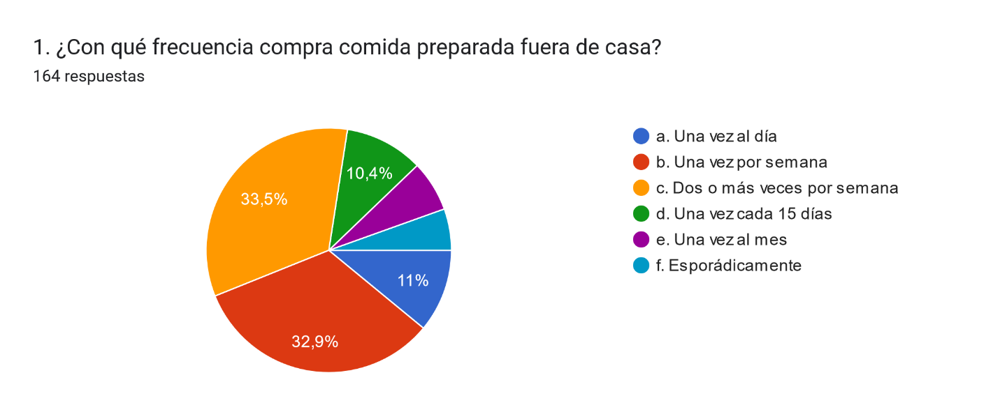 1. ¿Con qué frecuencia compra comida preparada fuera de casa?
164 respuestas
10,4%
33,5%
11%
32,9%
a. Una vez al día
b. Una vez por semana
c. Dos o más veces por semana
d. Una vez cada 15 días
e. Una vez al mes
f. Esporádicamente